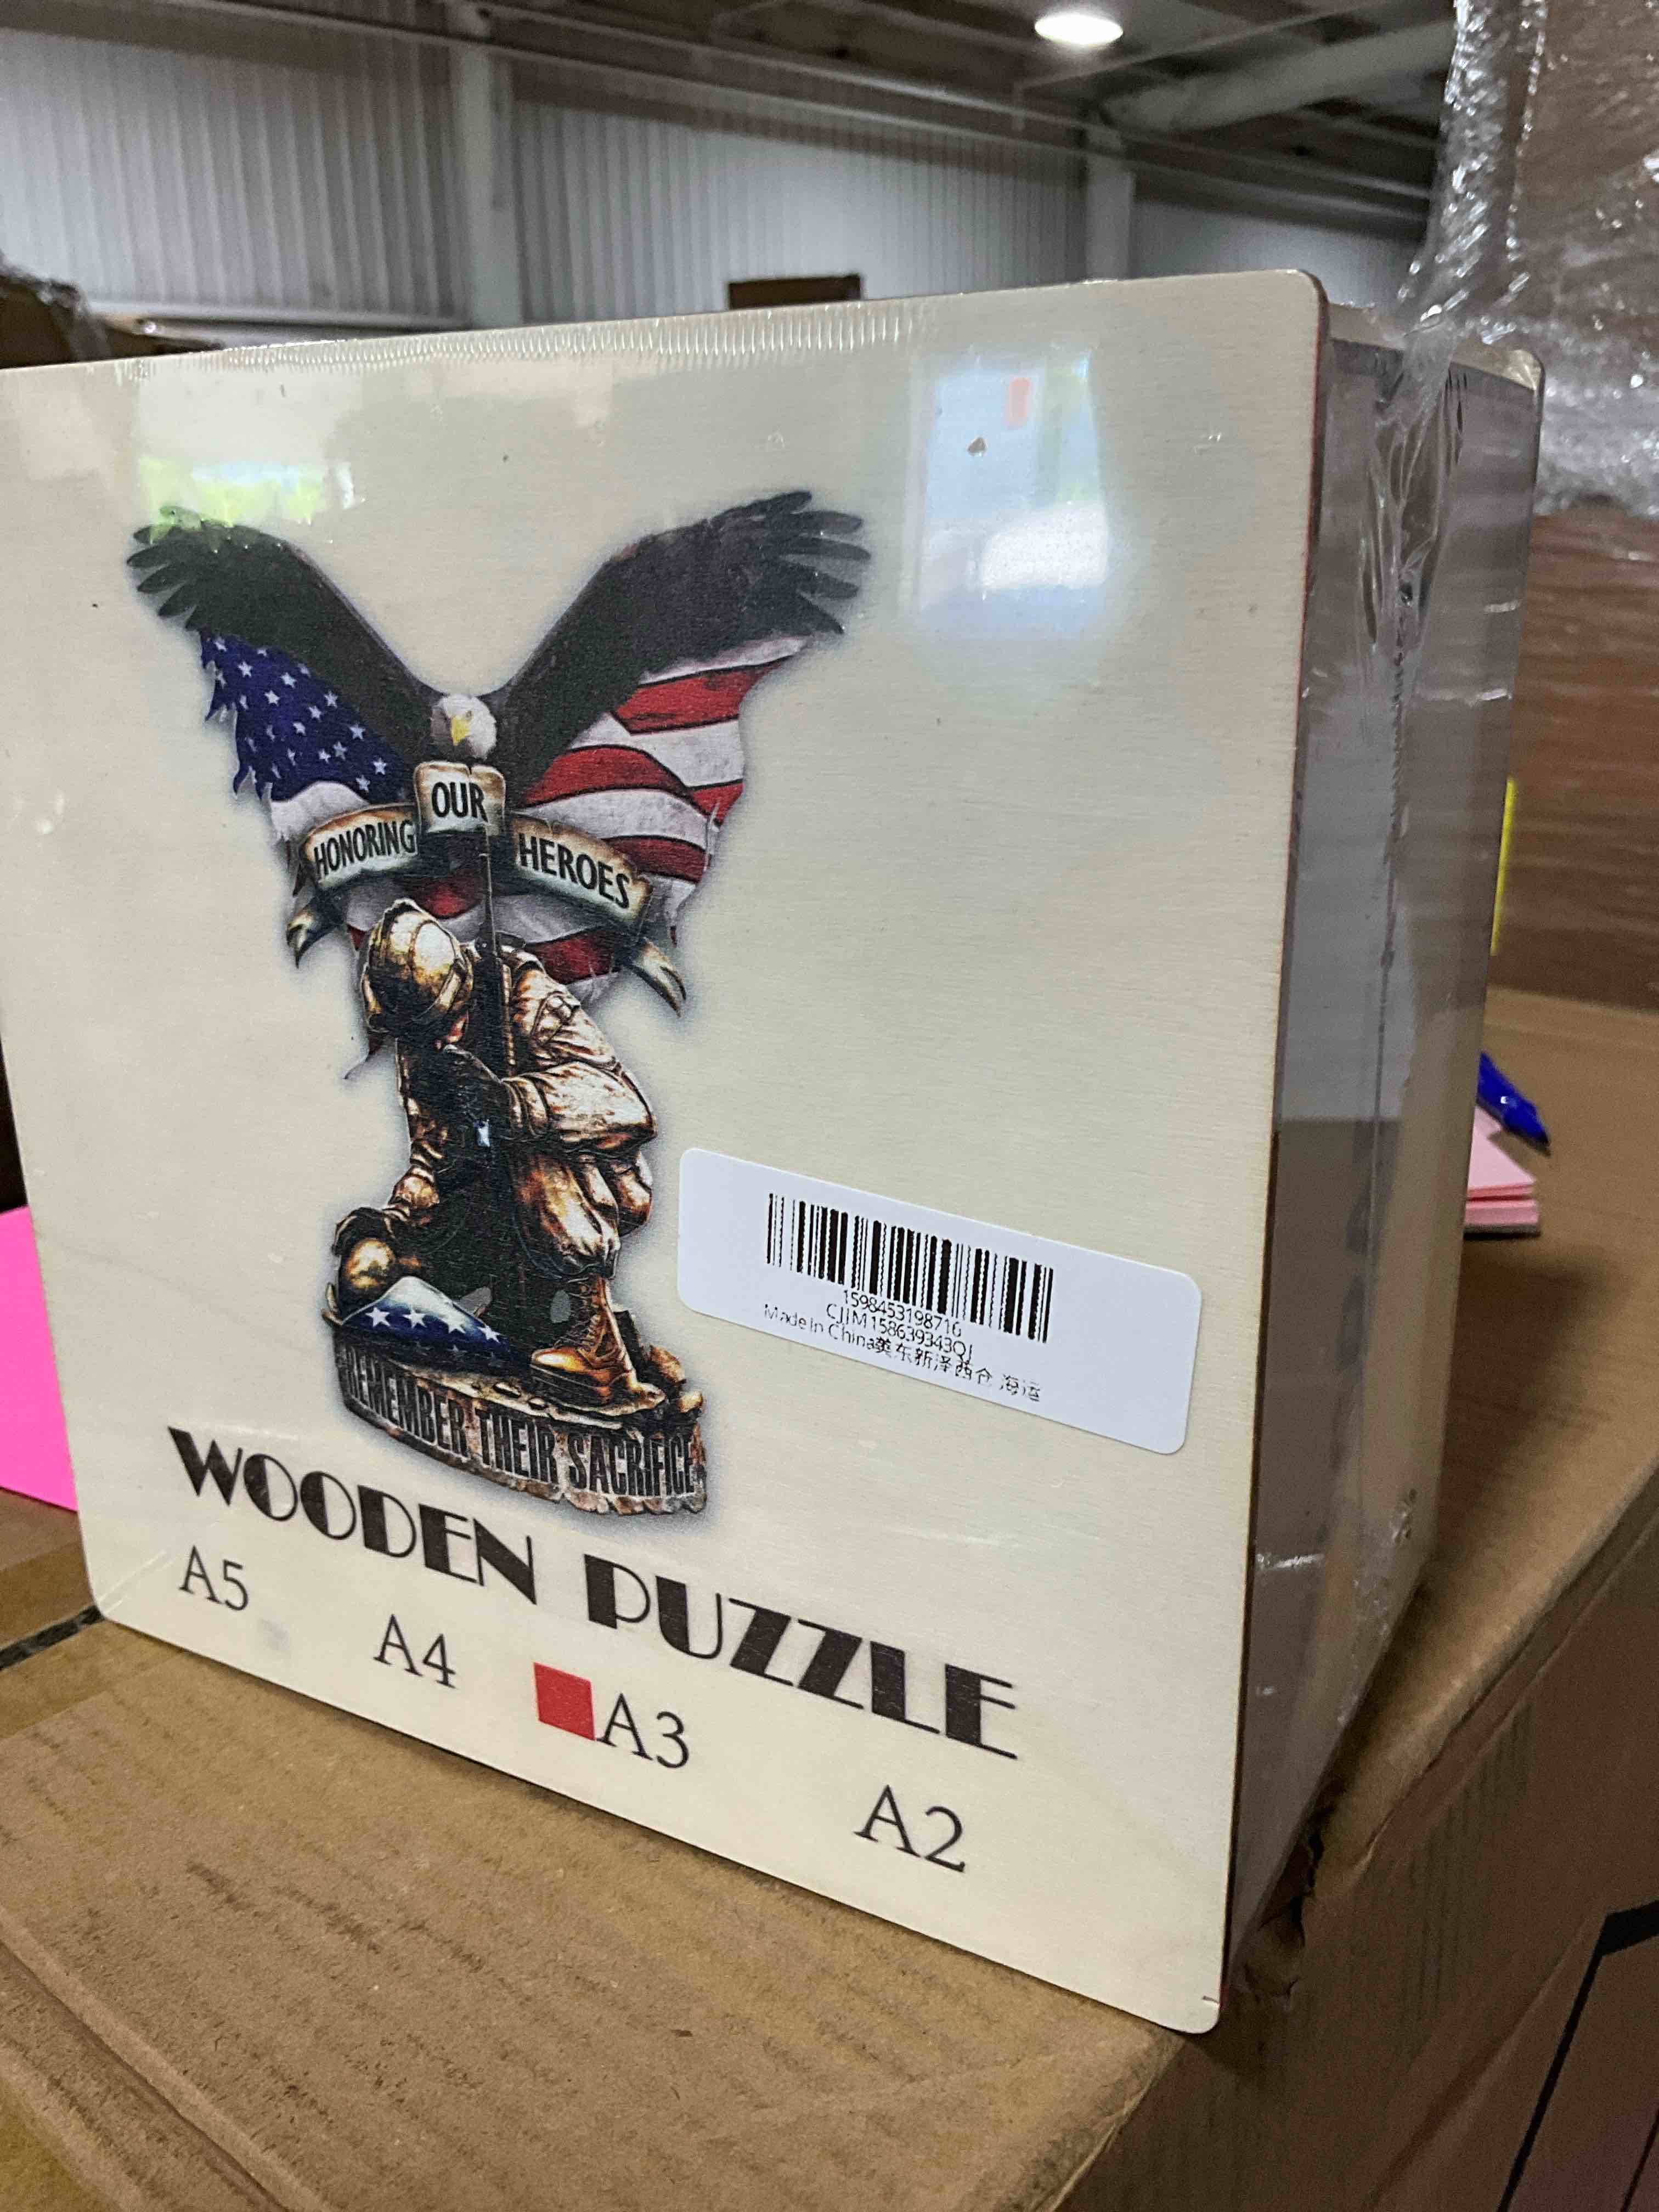 HONORING OUR HEROES
REMEMBER THEIR SACRIFICE
1598453198716
CJJM158639343QJ
Made in China美东新泽西仓 海运
WOODEN PUZZLE
A5 A4 A3 A2